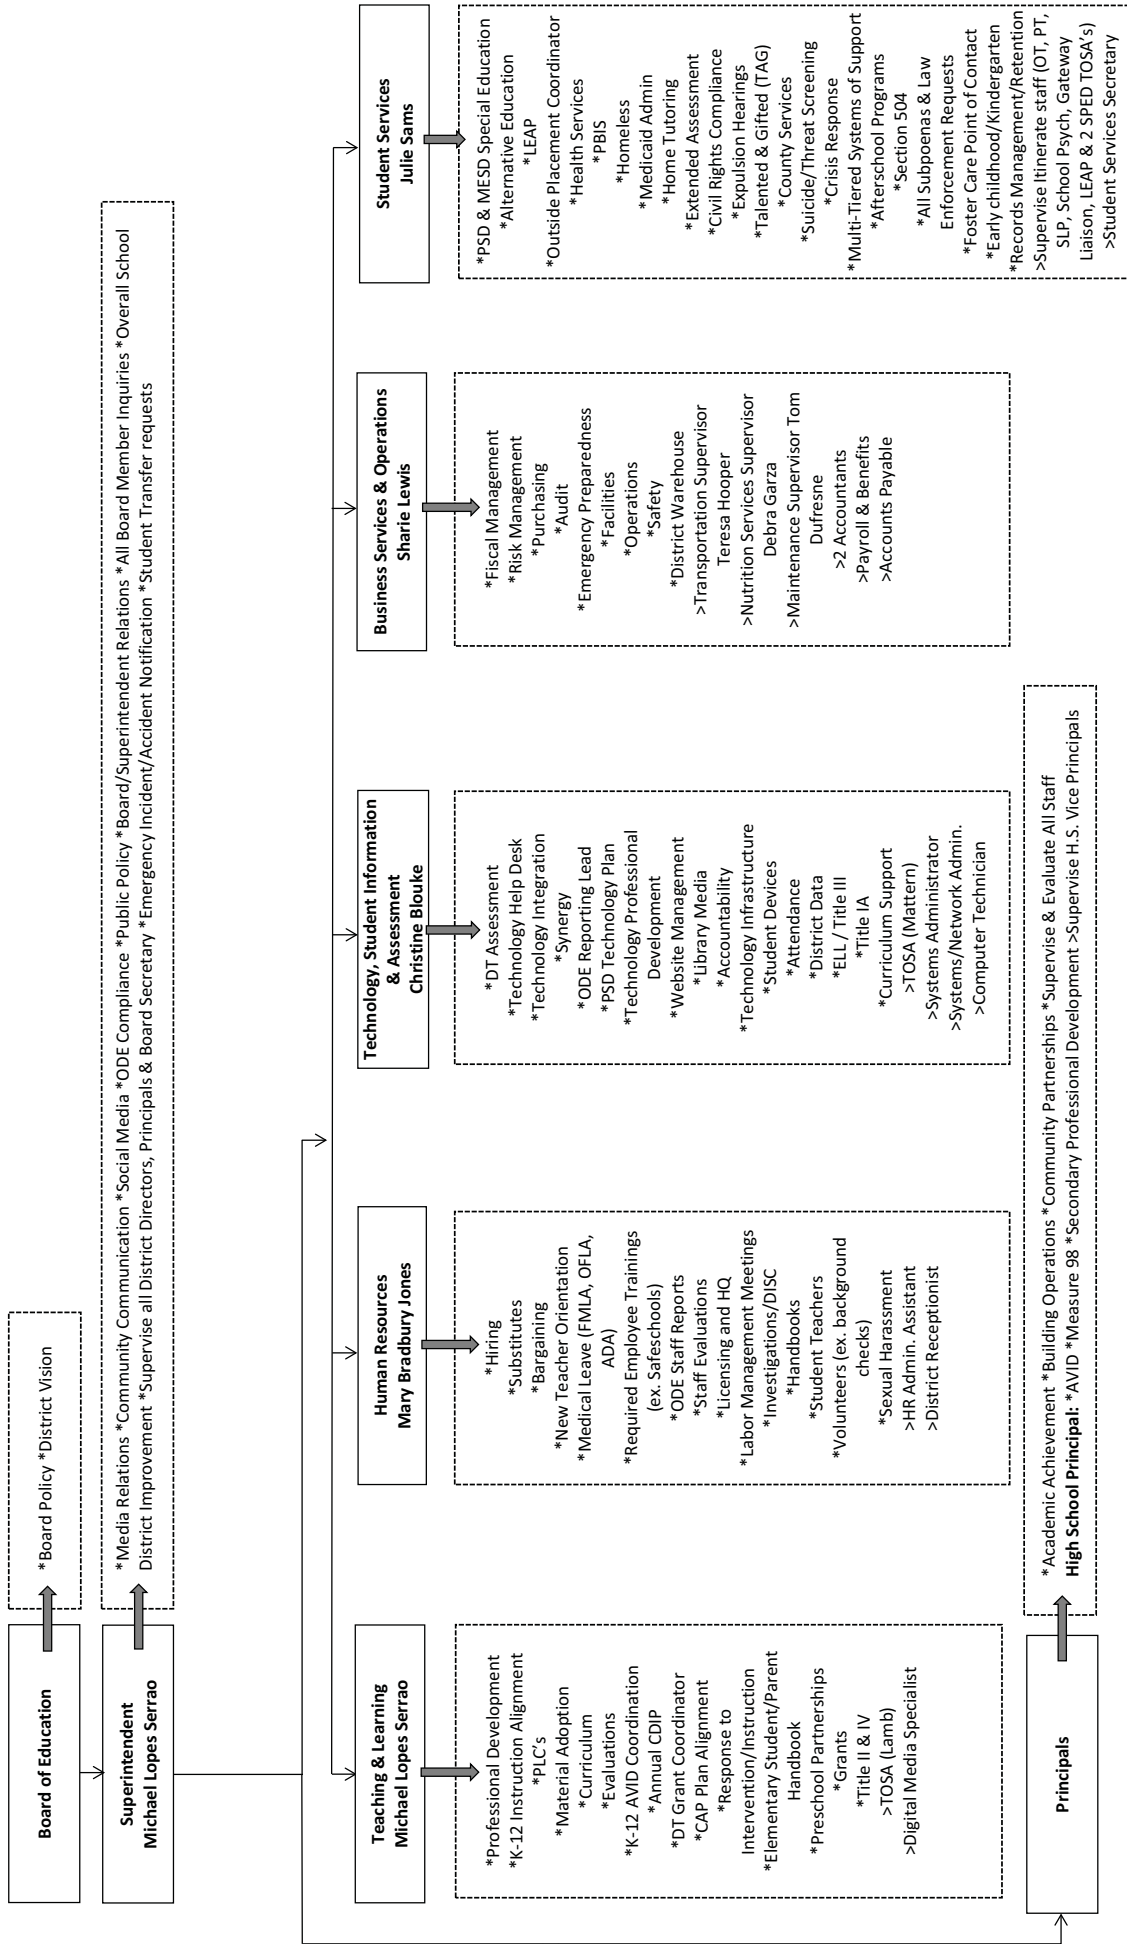 Board of Education
*Board Policy *District Vision
Superintendent
Michael Lopes Serrao
*Media Relations *Community Communication *Social Media *ODE Compliance *Public Policy *Board/Superintendent Relations *All Board Member Inquiries *Overall School
District Improvement *Supervise all District Directors, Principals & Board Secretary *Emergency Incident/Accident Notification *Student Transfer requests
Teaching & Learning
Michael Lopes Serrao
*Professional Development
*K-12 Instruction Alignment
*PLC's
*Material Adoption
*Curriculum
*Evaluations
*K-12 AVID Coordination
*Annual CDIP
*DT Grant Coordinator
*CAP Plan Alignment
*Response to
Intervention/Instruction
*Elementary Student/Parent
Handbook
*Preschool Partnerships
*Grants
*Title II & IV
>TOSA (Lamb)
>Digital Media Specialist
Human Resources
Mary Bradbury Jones
*Hiring
*Substitutes
*Bargaining
*New Teacher Orientation
*Medical Leave (FMLA, OFLA,
ADA)
*Required Employee Trainings
(ex. Safeschools)
*ODE Staff Reports
*Staff Evaluations
*Licensing and HQ
*Labor Management Meetings
*Investigations/DISC
*Handbooks
*Student Teachers
*Volunteers (ex. background
checks)
*Sexual Harassment
>HR Admin. Assistant
>District Receptionist
Technology, Student Information
& Assessment
Christine Blouke
*DT Assessment
*Technology Help Desk
*Technology Integration
*Synergy
*ODE Reporting Lead
*PSD Technology Plan
*Technology Professional
Development
*Website Management
*Library Media
*Accountability
*Technology Infrastructure
*Student Devices
*Attendance
*District Data
*ELL / Title III
*Title IA
*Curriculum Support
>TOSA (Mattern)
>Systems Administrator
>Systems/Network Admin.
>Computer Technician
Business Services & Operations
Sharie Lewis
*Fiscal Management
*Risk Management
*Purchasing
*Audit
*Emergency Preparedness
*Facilities
*Operations
*Safety
*District Warehouse
>Transportation Supervisor
Teresa Hooper
>Nutrition Services Supervisor
Debra Garza
>Maintenance Supervisor Tom
Dufresne
>2 Accountants
>Payroll & Benefits
>Accounts Payable
Student Services
Julie Sams
*PSD & MESD Special Education
*Alternative Education
*LEAP
*Outside Placement Coordinator
*Health Services
*PBIS
*Homeless
*Medicaid Admin
*Home Tutoring
*Extended Assessment
*Civil Rights Compliance
*Expulsion Hearings
*Talented & Gifted (TAG)
*County Services
*Suicide/Threat Screening
*Crisis Response
*Multi-Tiered Systems of Support
*Afterschool Programs
*Section 504
*All Subpoenas & Law
Enforcement Requests
*Foster Care Point of Contact
*Early childhood/Kindergarten
*Records Management/Retention
>Supervise Itinerate staff (OT, PT,
SLP, School Psych, Gateway
Liaison, LEAP & 2 SPED TOSA's)
>Student Services Secretary
Principals
*Academic Achievement *Building Operations *Community Partnerships *Supervise & Evaluate All Staff
High School Principal: *AVID *Measure 98 *Secondary Professional Development >Supervise H.S. Vice Principals